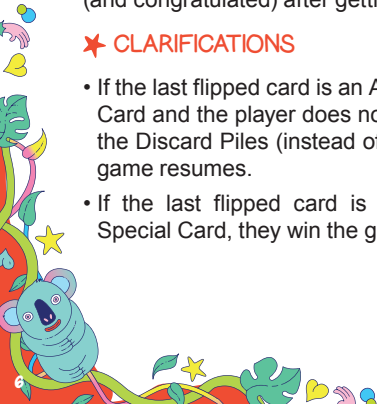 (and congratulated) after getti
CLARIFICATIONS
• If the last flipped card is an A
Card and the player does no
the Discard Piles (instead of
game resumes.
• If the last flipped card is
Special Card, they win the g
6